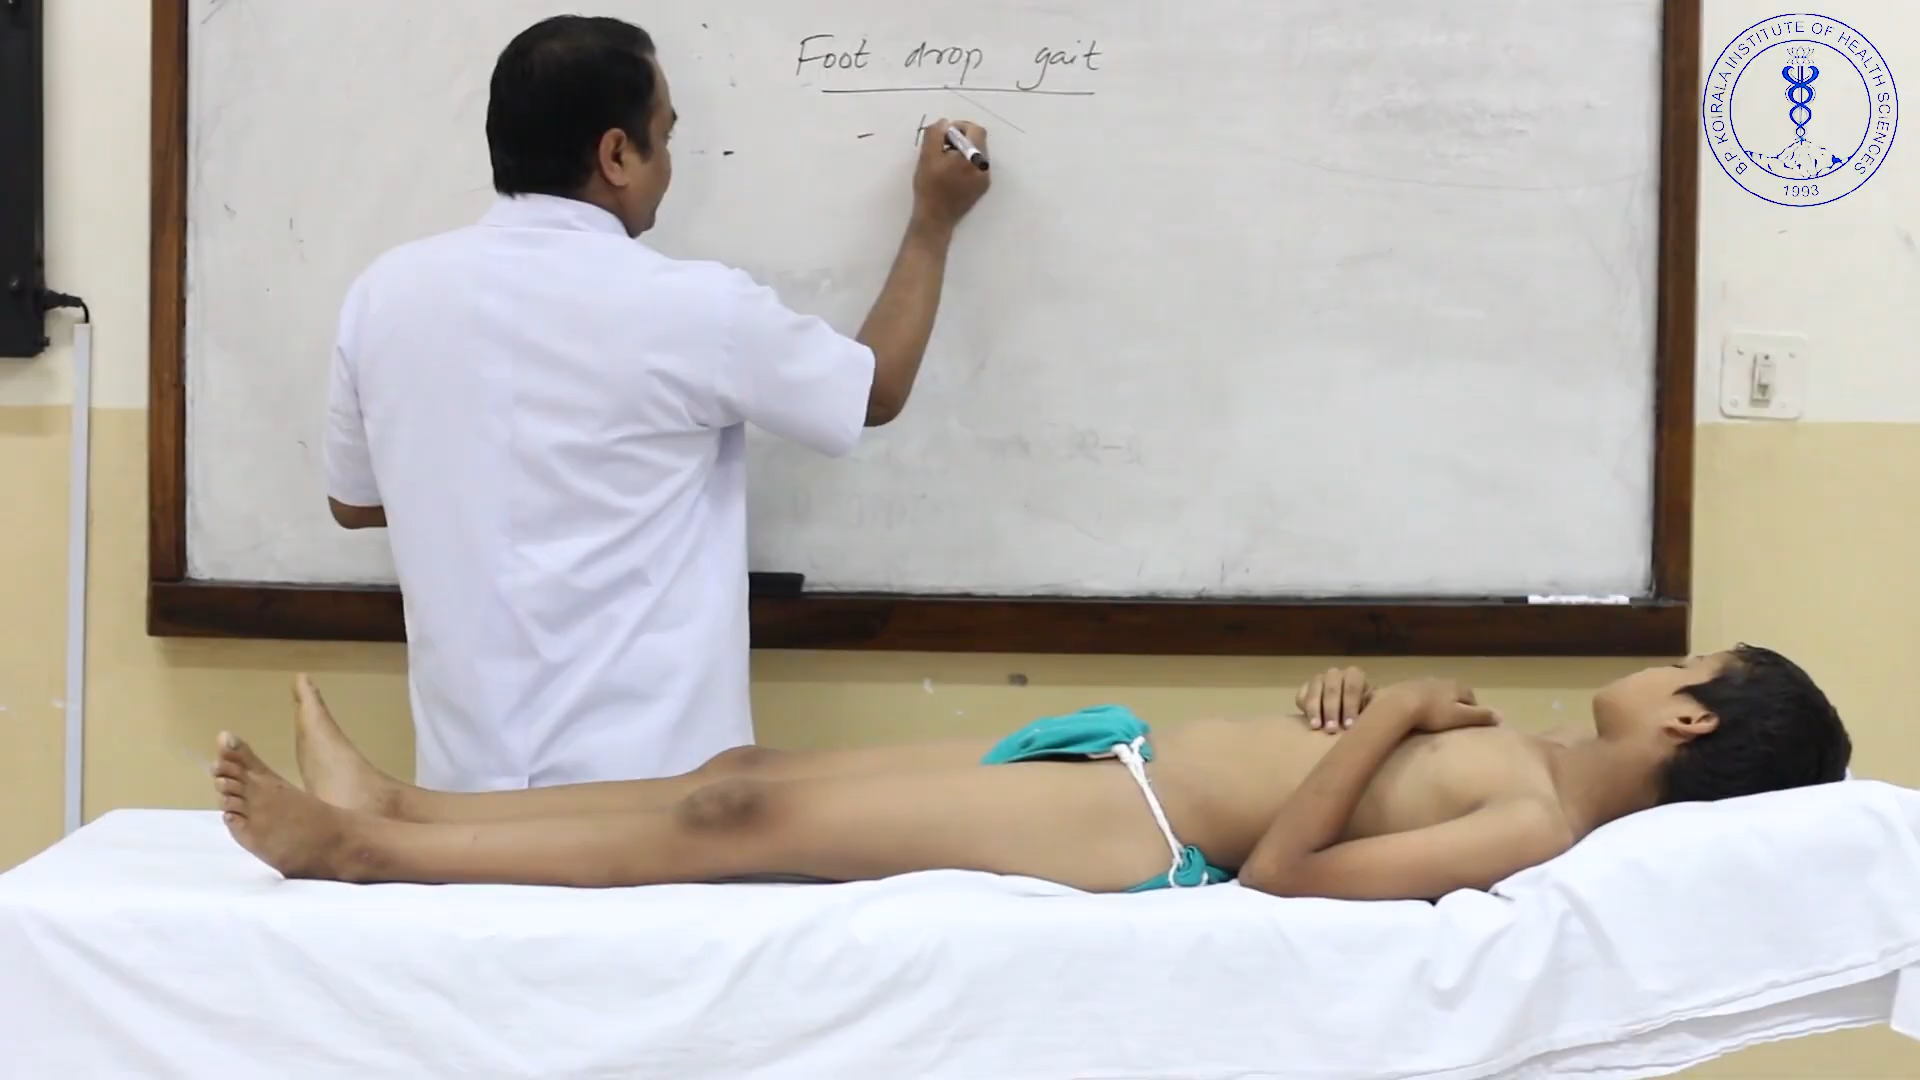 Foot drop gait
-
B.P. KOIRALA INSTITUTE OF HEALTH SCIENCES
1993